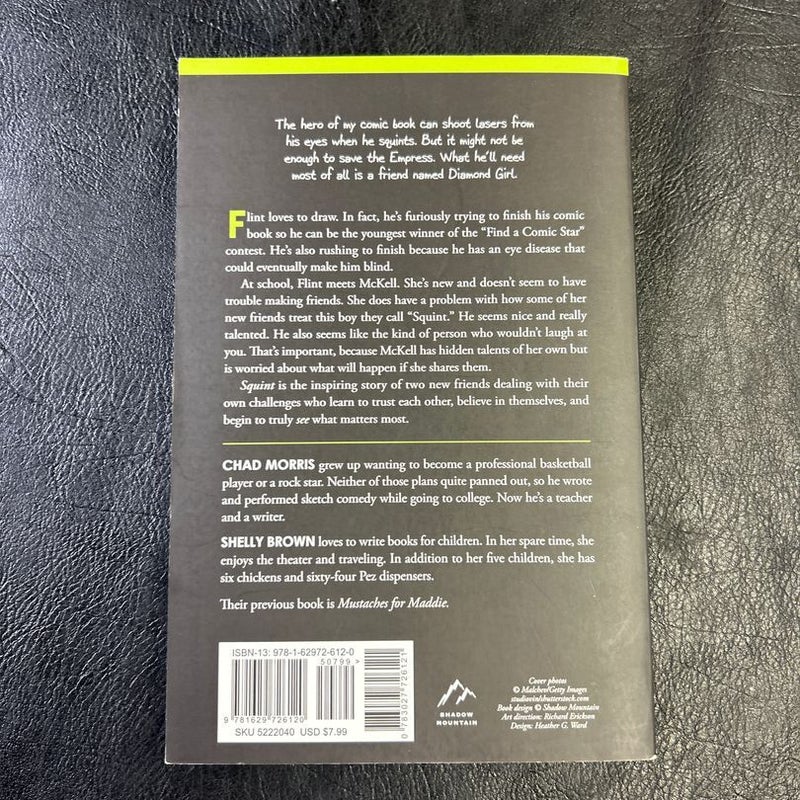 The hero of my comic book can shoot lasers from
his eyes when he squints. But it might not be
enough to save the Empress. What he'll need
most of all is a friend named Diamond Girl.
Flint loves to draw. In fact, he's furiously trying to finish his comic
book so he can be the youngest winner of the “Find a Comic Star”
contest. He's also rushing to finish because he has an eye disease that
could eventually make him blind.
At school, Flint meets McKell. She's new and doesn't seem to have
trouble making friends. She does have a problem with how some of her
new friends treat this boy they call “Squint.” He seems nice and really
talented. He also seems like the kind of person who wouldn't laugh at
you. That's important, because McKell has hidden talents of her own but
is worried about what will happen if she shares them.
Squint is the inspiring story of two new friends dealing with their
own challenges who learn to trust each other, believe in themselves, and
begin to truly see what matters most.
CHAD MORRIS grew up wanting to become a professional basketball
player or a rock star. Neither of those plans quite panned out, so he wrote
and performed sketch comedy while going to college. Now he's a teacher
and a writer.
SHELLY BROWN loves to write books for children. In her spare time, she
enjoys the theater and traveling. In addition to her five children, she has
six chickens and sixty-four Pez dispensers.
Their previous book is Mustaches for Maddie.
ISBN-13: 978-1-62972-612-0
50799>
9 781629 726120
0 783027 726121
SKU 5222040 USD $7.99
SHADOW
MOUNTAIN
Cover photos
© Malchev/Getty Images
studiovin/shutterstock.com
Book design © Shadow Mountain
Art direction: Richard Erickson
Design: Heather G. Ward